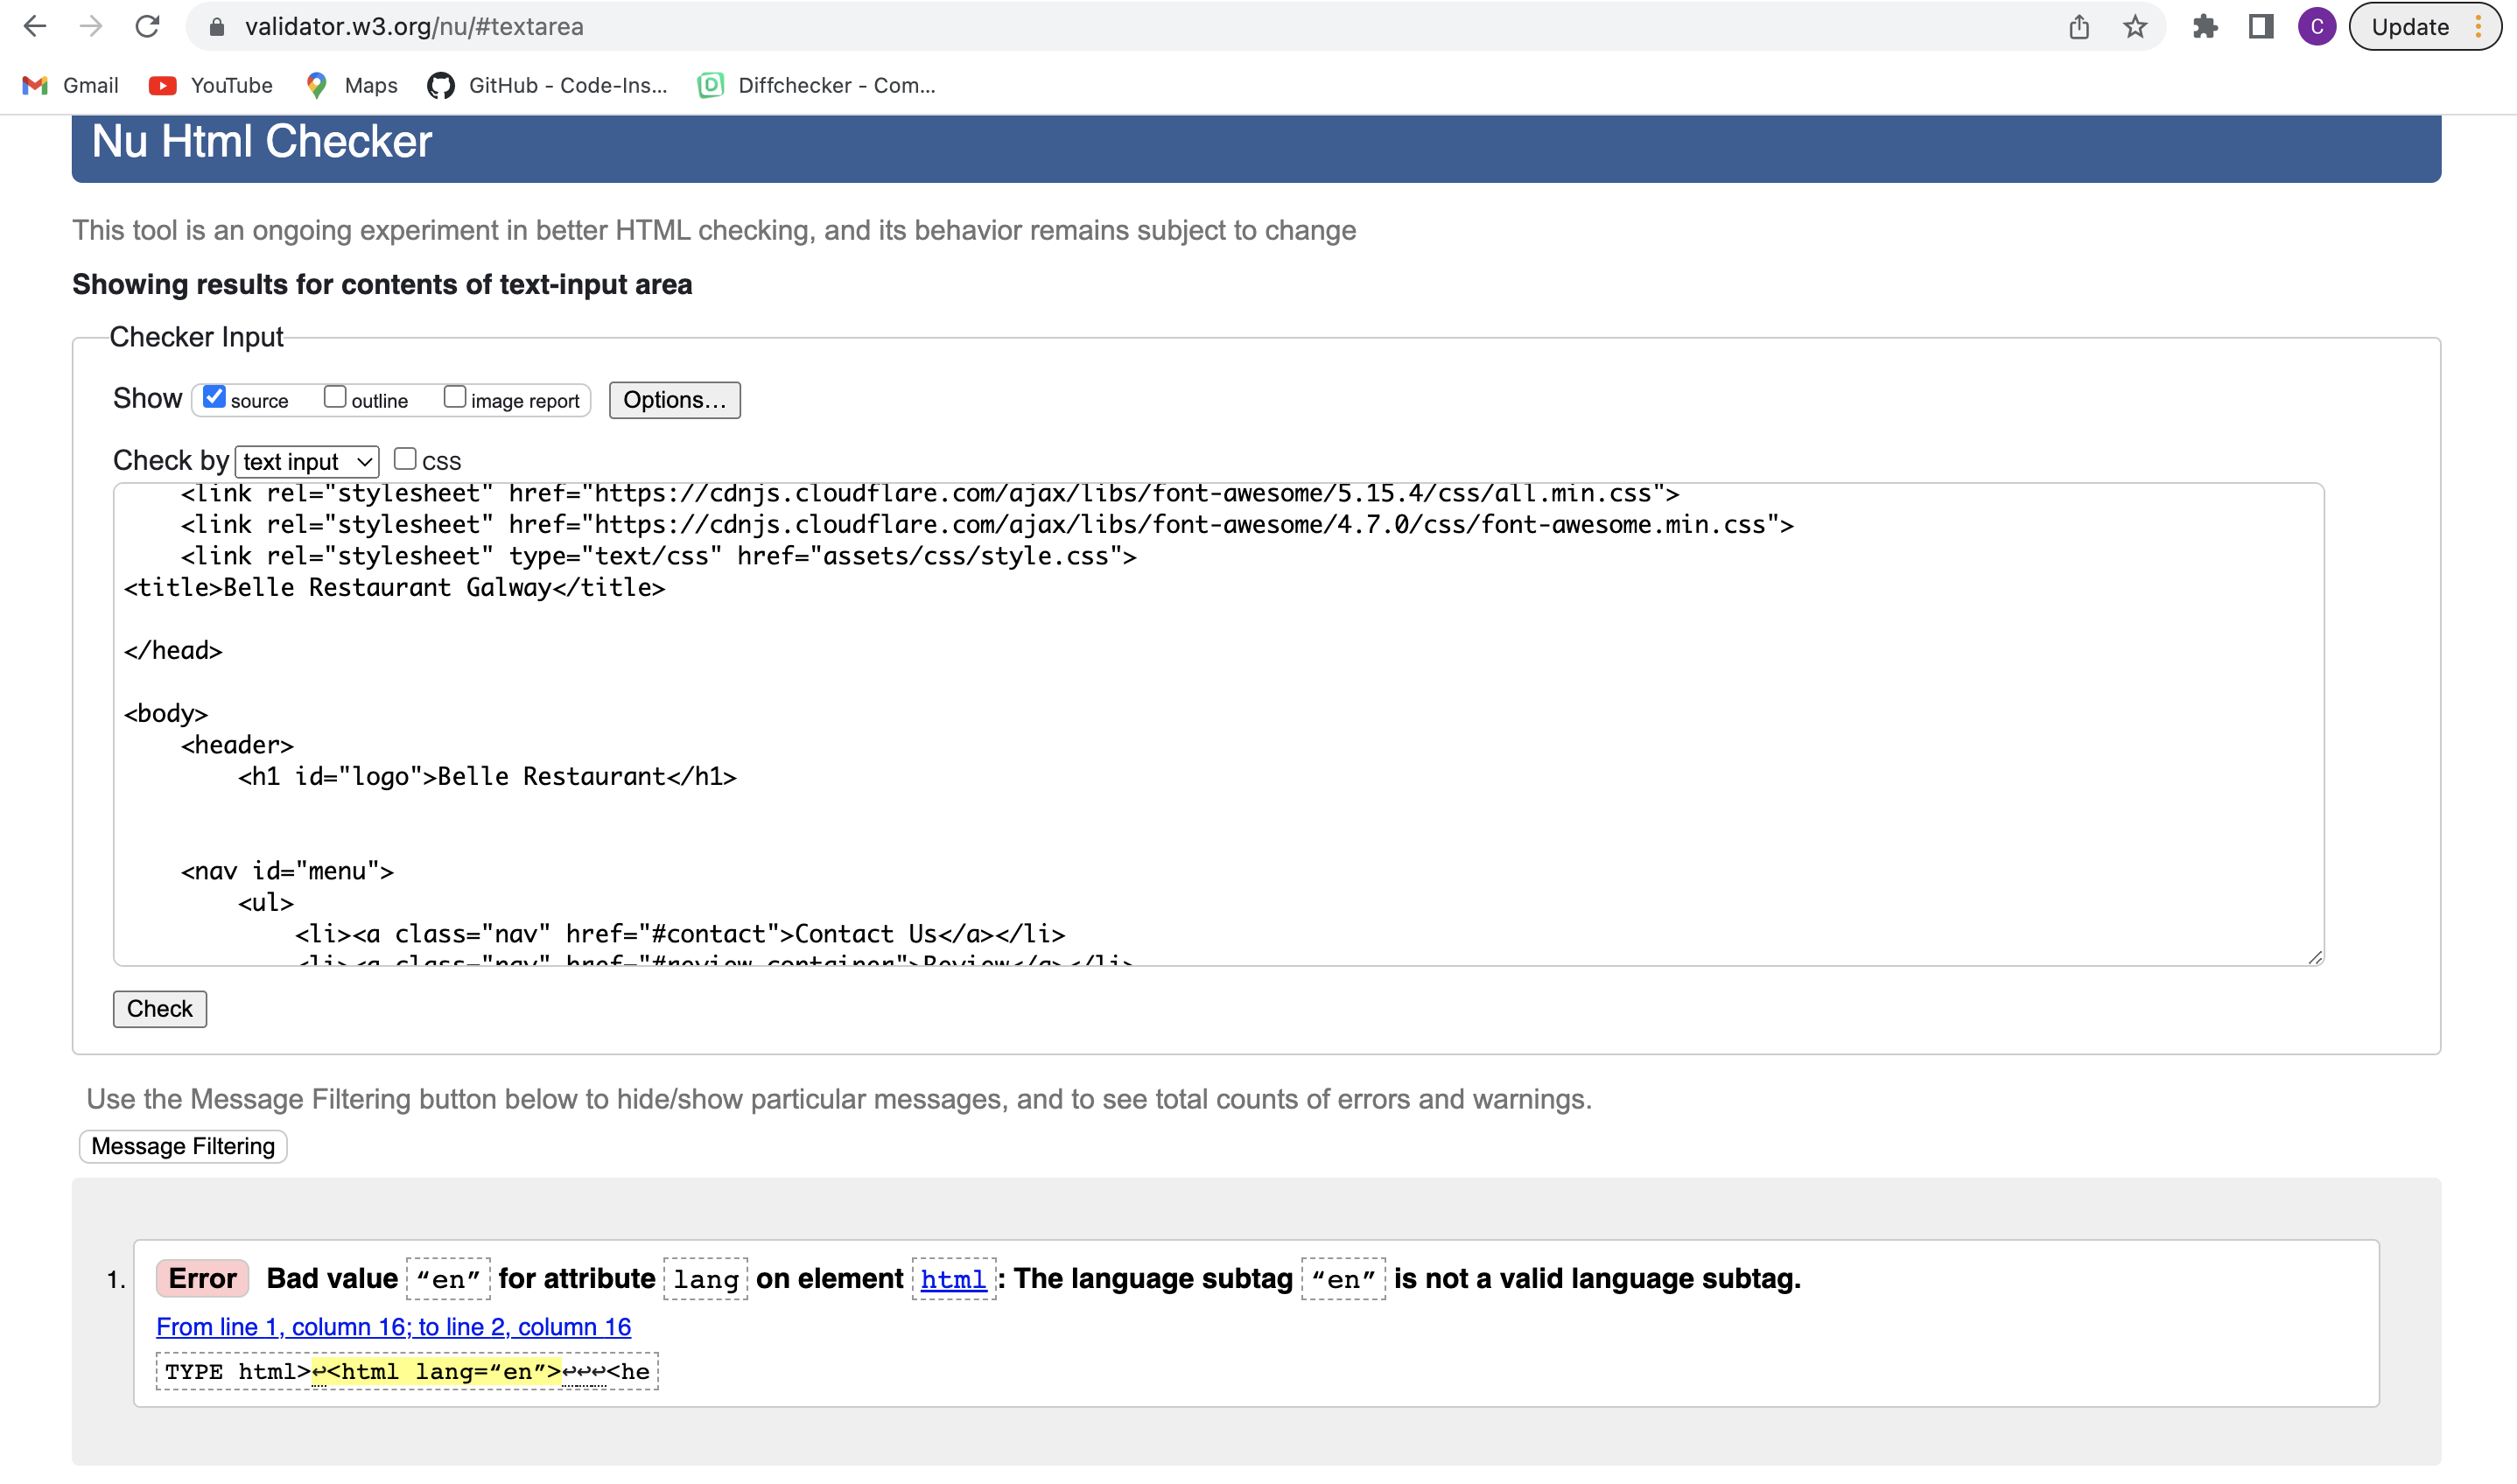 validator.w3.org/nu/#textarea
C
Update
Gmail
YouTube
Maps
GitHub - Code-Ins...
Diffchecker - Com...
Nu Html Checker
This tool is an ongoing experiment in better HTML checking, and its behavior remains subject to change
Showing results for contents of text-input area
Checker Input
Show source outline image report Options...
Check by text input CSS
<link rel="stylesheet" href="https://cdnjs.cloudflare.com/ajax/libs/font-awesome/5.15.4/css/all.min.css">
<link rel="stylesheet" href="https://cdnjs.cloudflare.com/ajax/libs/font-awesome/4.7.0/css/font-awesome.min.css">
<link rel="stylesheet" type="text/css" href="assets/css/style.css">
<title>Belle Restaurant Galway</title>
</head>
<body>
<header>
<h1 id="logo">Belle Restaurant</h1>
<nav id="menu">
<ul>
<li><a class="nav" href="#contact">Contact Us</a></li>
<li><a class="nav" href="#review-container">Review</a></li>
Check
Use the Message Filtering button below to hide/show particular messages, and to see total counts of errors and warnings.
Message Filtering
1. Error Bad value “en” for attribute lang on element html: The language subtag “en” is not a valid language subtag.
From line 1, column 16; to line 2, column 16
TYPE html>↩<html lang=“en”>↩↩↩<he